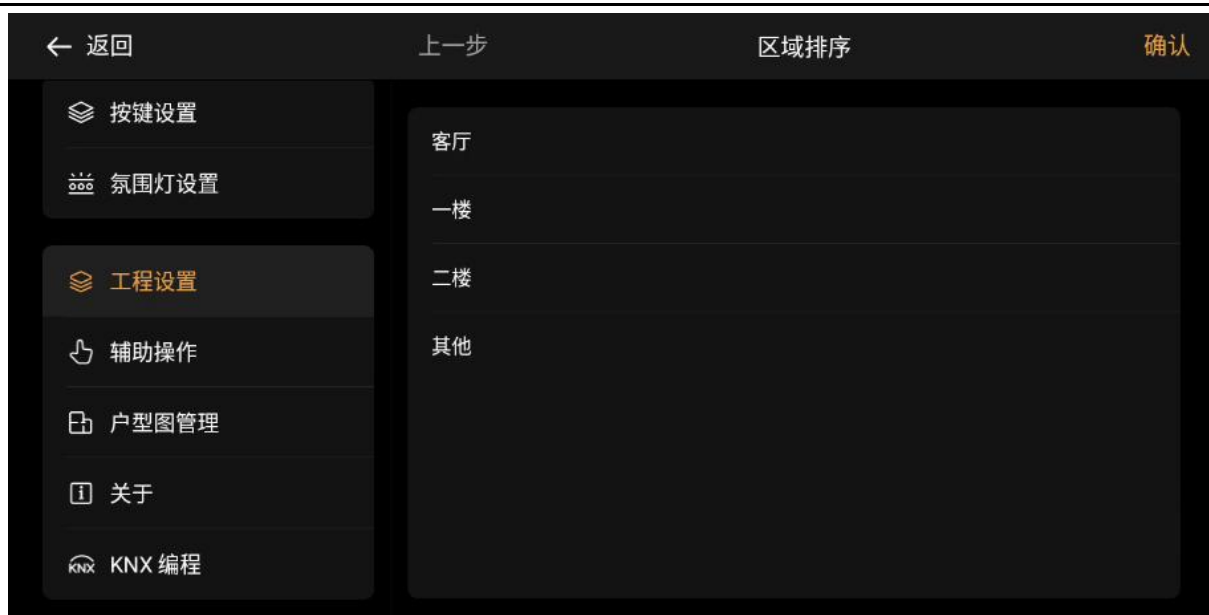 返回
上一步
区域排序
确认
按键设置
氛围灯设置
工程设置
辅助操作
户型图管理
关于
KNX KNX 编程
客厅
一楼
二楼
其他